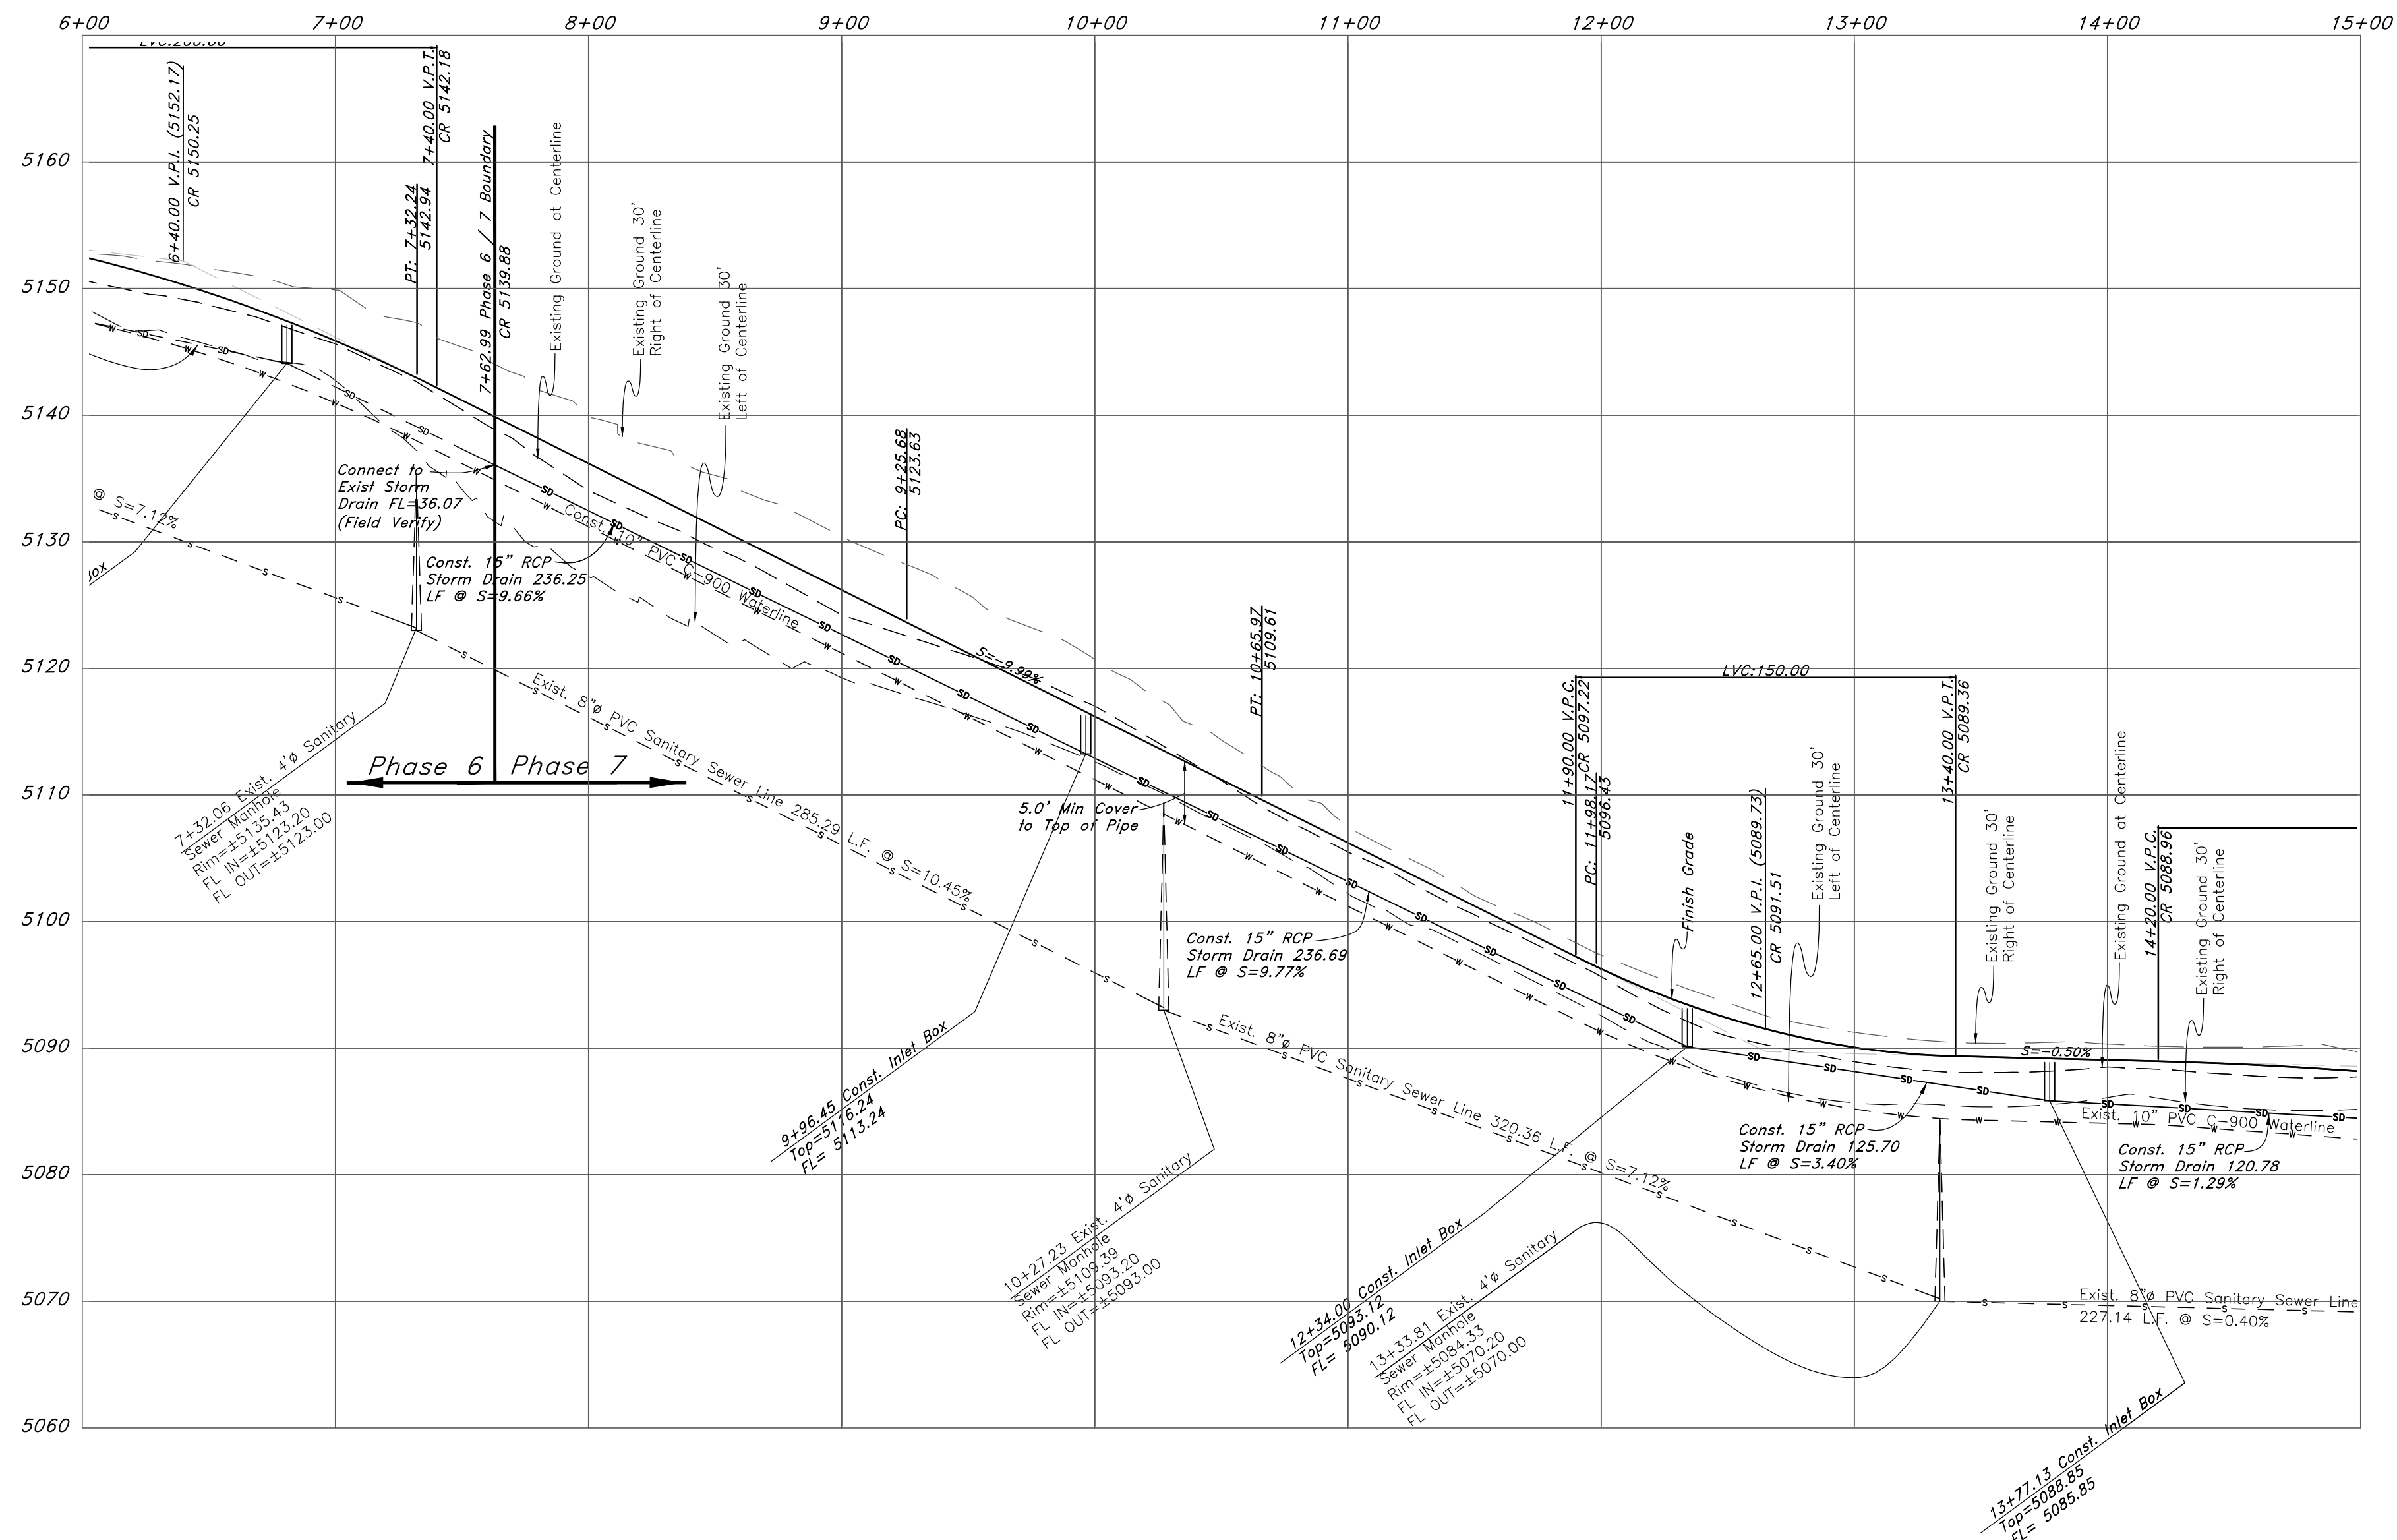 6+00
7+00
8+00
9+00
10+00
11+00
12+00
13+00
14+00
15+00
5160
5150
5140
5130
5120
5110
5100
5090
5080
5070
5060
LVC:200.00
6+40.00 V.P.I. (5152.17)
CR 5150.25
7+40.00 V.P.T.
CR 5142.18
PT: 7+32.24
5142.94
7+62.99 Phase 6 / 7 Boundary
CR 5139.88
Existing Ground at Centerline
Existing Ground 30'
Right of Centerline
Existing Ground 30'
Left of Centerline
Connect to
Exist Storm
Drain FL=36.07
(Field Verify)
@ S=7.12%
Box
Const. 15" RCP
Storm Drain 236.25
LF @ S=9.66%
Const. 10" PVC C-900 Waterline
PC: 9+25.68
5123.63
S=-9.99%
PT: 10+65.97
5109.61
Exist. 8"ø PVC Sanitary Sewer Line 285.29 L.F. @ S=10.45%
Phase 6
Phase 7
7+32.06 Exist. 4'ø Sanitary
Sewer Manhole
Rim=±5135.43
FL IN=±5123.20
FL OUT=±5123.00
5.0' Min Cover
to Top of Pipe
Const. 15" RCP
Storm Drain 236.69
LF @ S=9.77%
9+96.45 Const. Inlet Box
Top=5116.24
FL= 5113.24
10+27.23 Exist. 4'ø Sanitary
Sewer Manhole
Rim=±5109.39
FL IN=±5093.20
FL OUT=±5093.00
Exist. 8"ø PVC Sanitary Sewer Line 320.36 L.F. @ S=7.12%
LVC:150.00
11+90.00 V.P.C.
CR 5097.22
PC: 11+98.17
5096.43
Finish Grade
12+65.00 V.P.I. (5089.73)
CR 5091.51
Existing Ground 30'
Left of Centerline
13+40.00 V.P.T.
CR 5089.36
Existing Ground 30'
Right of Centerline
Existing Ground at Centerline
14+20.00 V.P.C.
CR 5088.96
Existing Ground 30'
Right of Centerline
S=-0.50%
Exist. 10" PVC C-900 Waterline
Const. 15" RCP
Storm Drain 125.70
LF @ S=3.40%
Const. 15" RCP
Storm Drain 120.78
LF @ S=1.29%
12+34.00 Const. Inlet Box
Top=5093.12
FL= 5090.12
13+33.81 Exist. 4'ø Sanitary
Sewer Manhole
Rim=±5084.33
FL IN=±5070.20
FL OUT=±5070.00
Exist. 8"ø PVC Sanitary Sewer Line
227.14 L.F. @ S=0.40%
13+77.13 Const. Inlet Box
Top=5088.85
FL= 5085.85